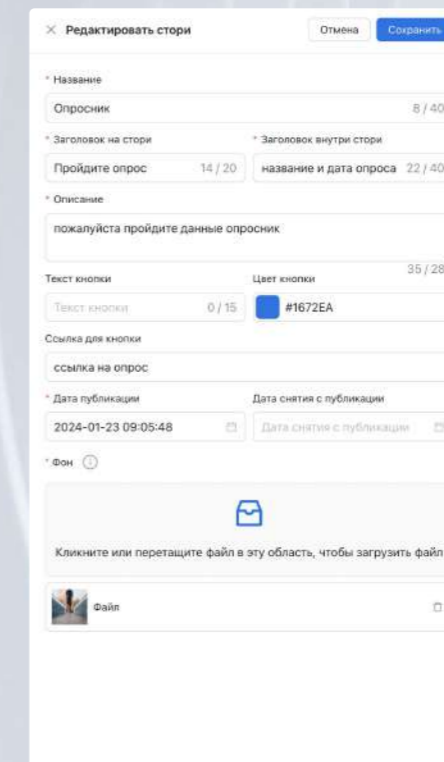 Редактировать стори
Отмена
Сохранить
* Название
Опросник 8 / 40
* Заголовок на стори * Заголовок внутри стори
Пройдите опрос 14 / 20 название и дата опроса 22 / 40
* Описание
пожалуйста пройдите данные опросник
35 / 28
Текст кнопки Цвет кнопки
Текст кнопки 0 / 15 #1672EA
Ссылка для кнопки
ссылка на опрос
* Дата публикации Дата снятия с публикации
2024-01-23 09:05:48 Дата снятия с публикации
* Фон
Кликните или перетащите файл в эту область, чтобы загрузить файл
Файл